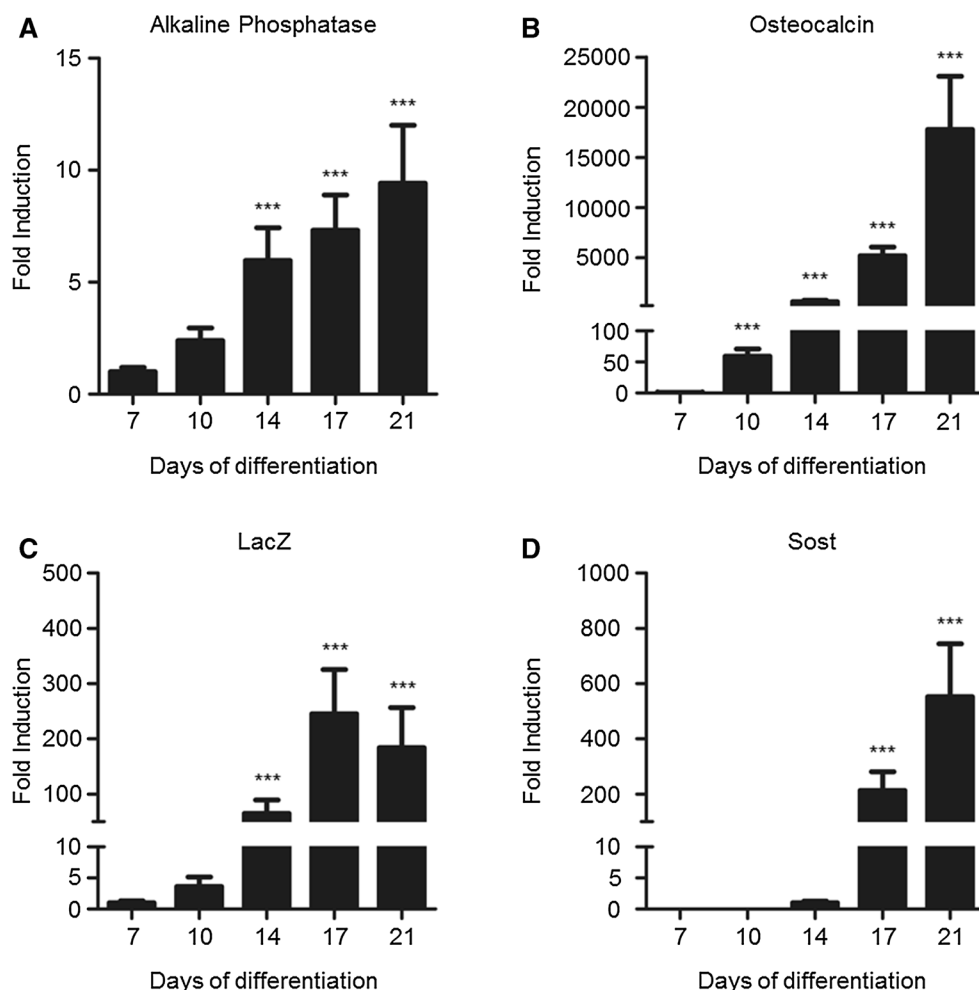 A
Alkaline Phosphatase
15
10
5
0
Fold Induction
***
***
***
7 10 14 17 21
Days of differentiation
B
Osteocalcin
25000
20000
15000
10000
5000
100
50
0
Fold Induction
***
***
***
***
7 10 14 17 21
Days of differentiation
C
LacZ
500
400
300
200
100
10
5
0
Fold Induction
***
***
***
7 10 14 17 21
Days of differentiation
D
Sost
1000
800
600
400
200
10
5
0
Fold Induction
***
***
7 10 14 17 21
Days of differentiation